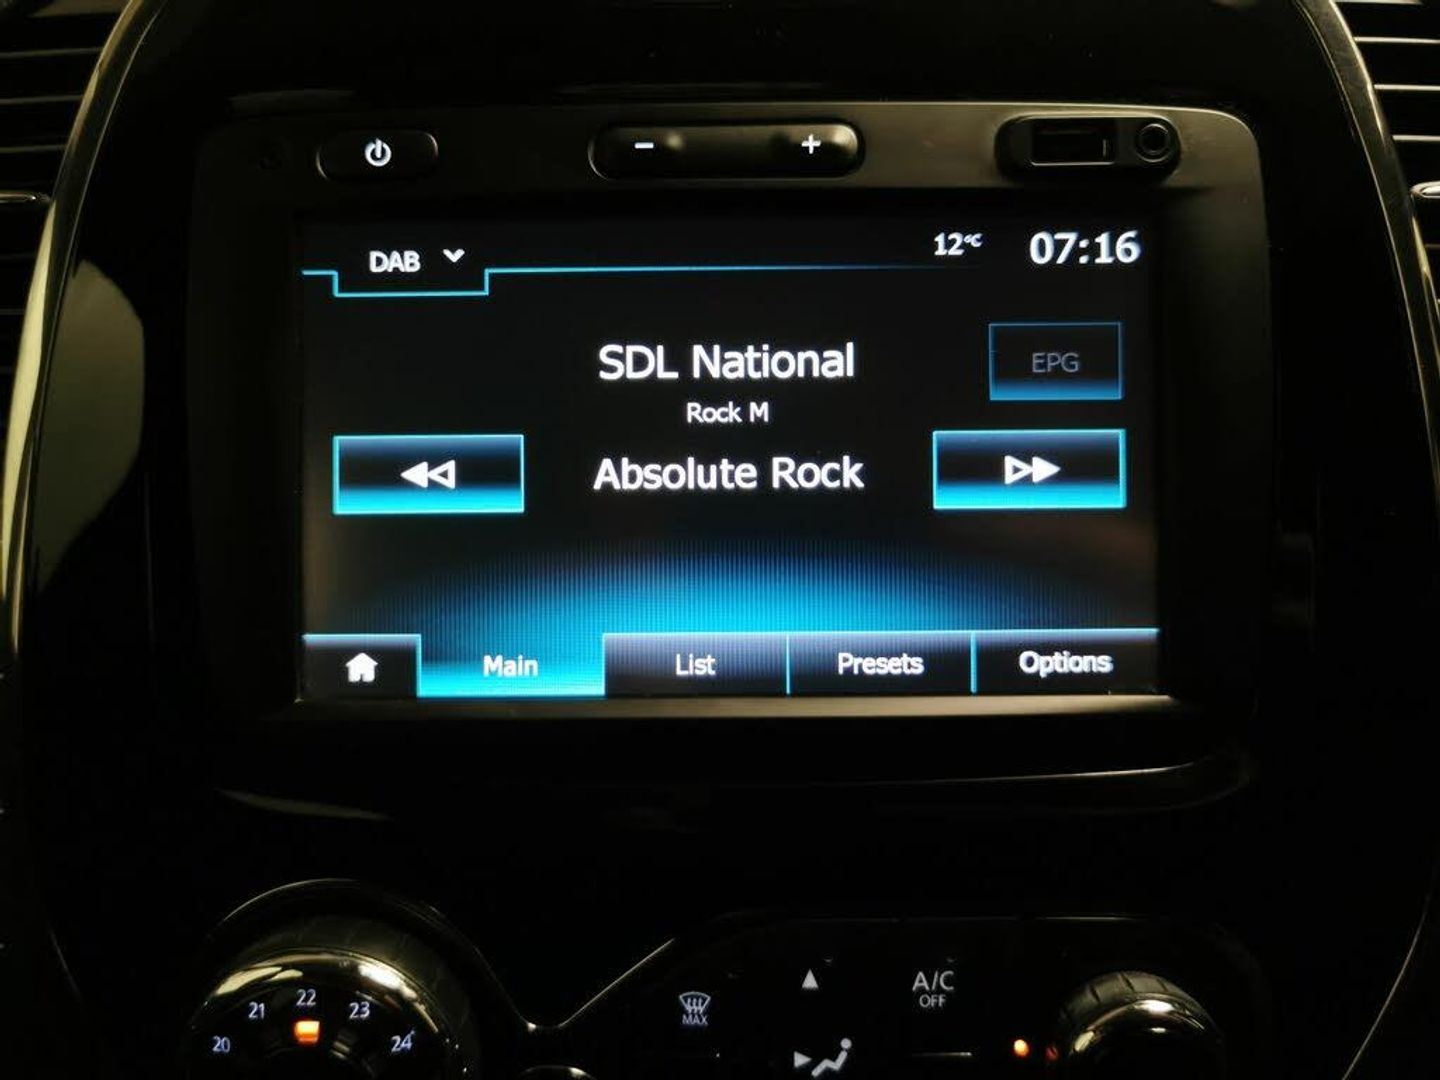 − +
DAB 12°C 07:16
SDL National
EPG
Rock M
Absolute Rock
Main List Presets Options
20 21 22 23 24
MAX
A/C
OFF